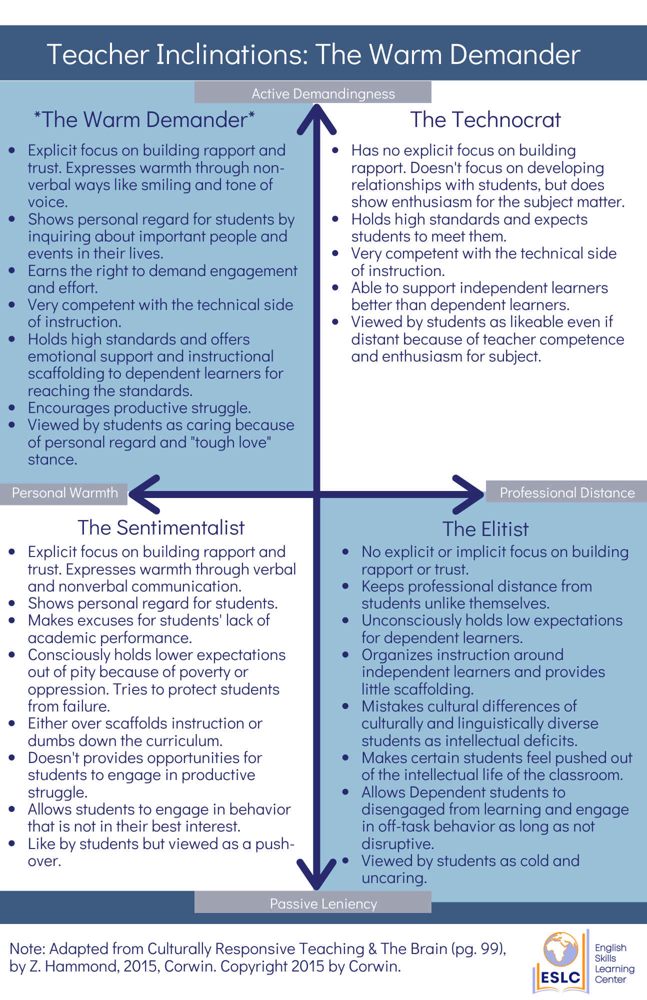 Teacher Inclinations: The Warm Demander
Active Demandingness
*The Warm Demander*
• Explicit focus on building rapport and
trust. Expresses warmth through non-
verbal ways like smiling and tone of
voice.
• Shows personal regard for students by
inquiring about important people and
events in their lives.
• Earns the right to demand engagement
and effort.
• Very competent with the technical side
of instruction.
• Holds high standards and offers
emotional support and instructional
scaffolding to dependent learners for
reaching the standards.
• Encourages productive struggle.
• Viewed by students as caring because
of personal regard and "tough love"
stance.
The Technocrat
• Has no explicit focus on building
rapport. Doesn't focus on developing
relationships with students, but does
show enthusiasm for the subject matter.
• Holds high standards and expects
students to meet them.
• Very competent with the technical side
of instruction.
• Able to support independent learners
better than dependent learners.
• Viewed by students as likeable even if
distant because of teacher competence
and enthusiasm for subject.
Personal Warmth
Professional Distance
The Sentimentalist
• Explicit focus on building rapport and
trust. Expresses warmth through verbal
and nonverbal communication.
• Shows personal regard for students.
• Makes excuses for students' lack of
academic performance.
• Consciously holds lower expectations
out of pity because of poverty or
oppression. Tries to protect students
from failure.
• Either over scaffolds instruction or
dumbs down the curriculum.
• Doesn't provides opportunities for
students to engage in productive
struggle.
• Allows students to engage in behavior
that is not in their best interest.
• Like by students but viewed as a push-
over.
The Elitist
• No explicit or implicit focus on building
rapport or trust.
• Keeps professional distance from
students unlike themselves.
• Unconsciously holds low expectations
for dependent learners.
• Organizes instruction around
independent learners and provides
little scaffolding.
• Mistakes cultural differences of
culturally and linguistically diverse
students as intellectual deficits.
• Makes certain students feel pushed out
of the intellectual life of the classroom.
• Allows Dependent students to
disengaged from learning and engage
in off-task behavior as long as not
disruptive.
• Viewed by students as cold and
uncaring.
Passive Leniency
Note: Adapted from Culturally Responsive Teaching & The Brain (pg. 99),
by Z. Hammond, 2015, Corwin. Copyright 2015 by Corwin.
ESLC
English
Skills
Learning
Center